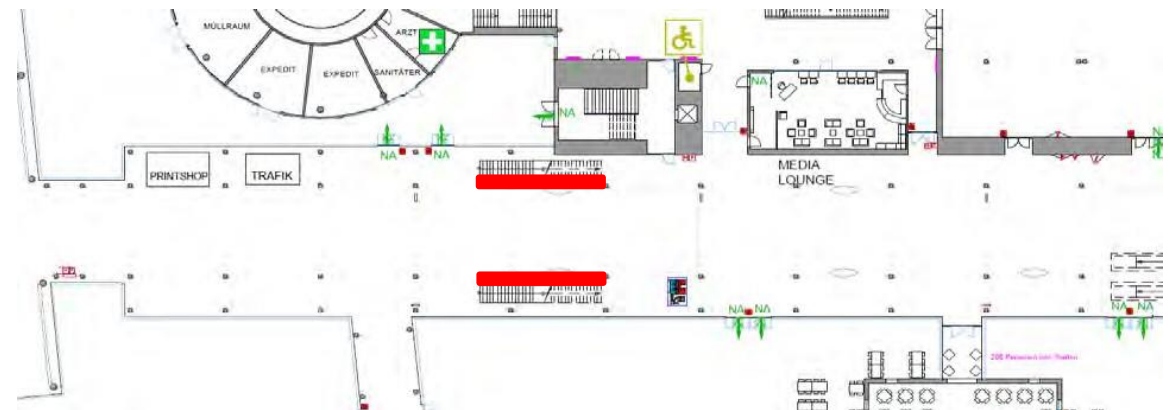 MÜLLRAUM
ARZT
EXPEDIT
EXPEDIT
SANITÄTER
NA
NA
NA
NA
NA
PRINTSHOP
TRAFIK
MEDIA
LOUNGE
NA
NA
NA
NA